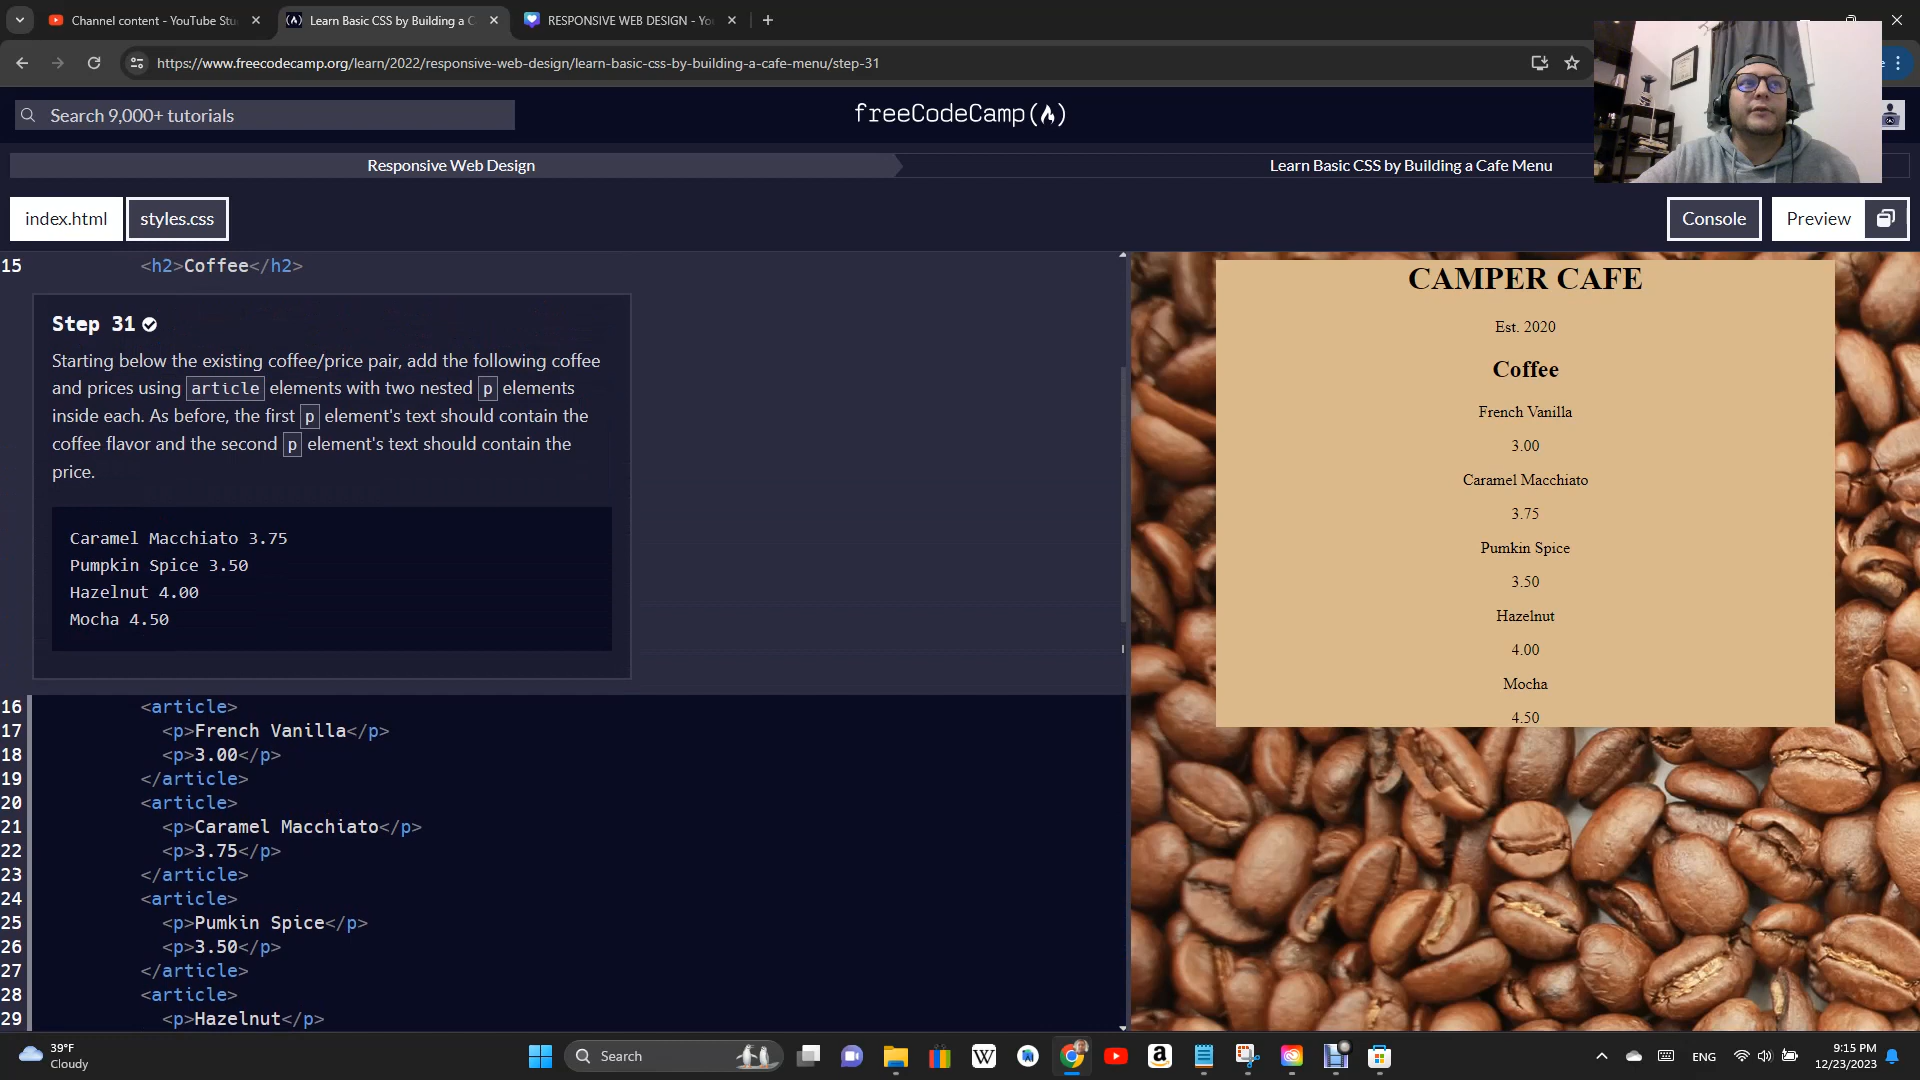 Channel content - YouTube Stu
Learn Basic CSS by Building a C
RESPONSIVE WEB DESIGN - Yo
https://www.freecodecamp.org/learn/2022/responsive-web-design/learn-basic-css-by-building-a-cafe-menu/step-31
Search 9,000+ tutorials
freeCodeCamp
Responsive Web Design
Learn Basic CSS by Building a Cafe Menu
index.html
styles.css
Console
Preview
15 <h2>Coffee</h2>
Step 31
Starting below the existing coffee/price pair, add the following coffee
and prices using article elements with two nested p elements
inside each. As before, the first p element's text should contain the
coffee flavor and the second p element's text should contain the
price.
Caramel Macchiato 3.75
Pumpkin Spice 3.50
Hazelnut 4.00
Mocha 4.50
16 <article>
17 <p>French Vanilla</p>
18 <p>3.00</p>
19 </article>
20 <article>
21 <p>Caramel Macchiato</p>
22 <p>3.75</p>
23 </article>
24 <article>
25 <p>Pumkin Spice</p>
26 <p>3.50</p>
27 </article>
28 <article>
29 <p>Hazelnut</p>
CAMPER CAFE
Est. 2020
Coffee
French Vanilla
3.00
Caramel Macchiato
3.75
Pumkin Spice
3.50
Hazelnut
4.00
Mocha
4.50
39°F
Cloudy
Search
ENG
9:15 PM
12/23/2023